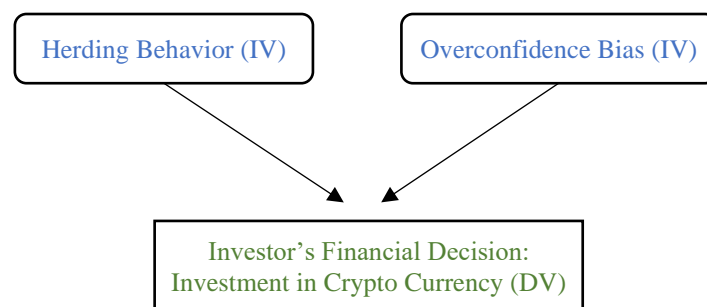 Herding Behavior (IV)
Overconfidence Bias (IV)
Investor’s Financial Decision:
Investment in Crypto Currency (DV)